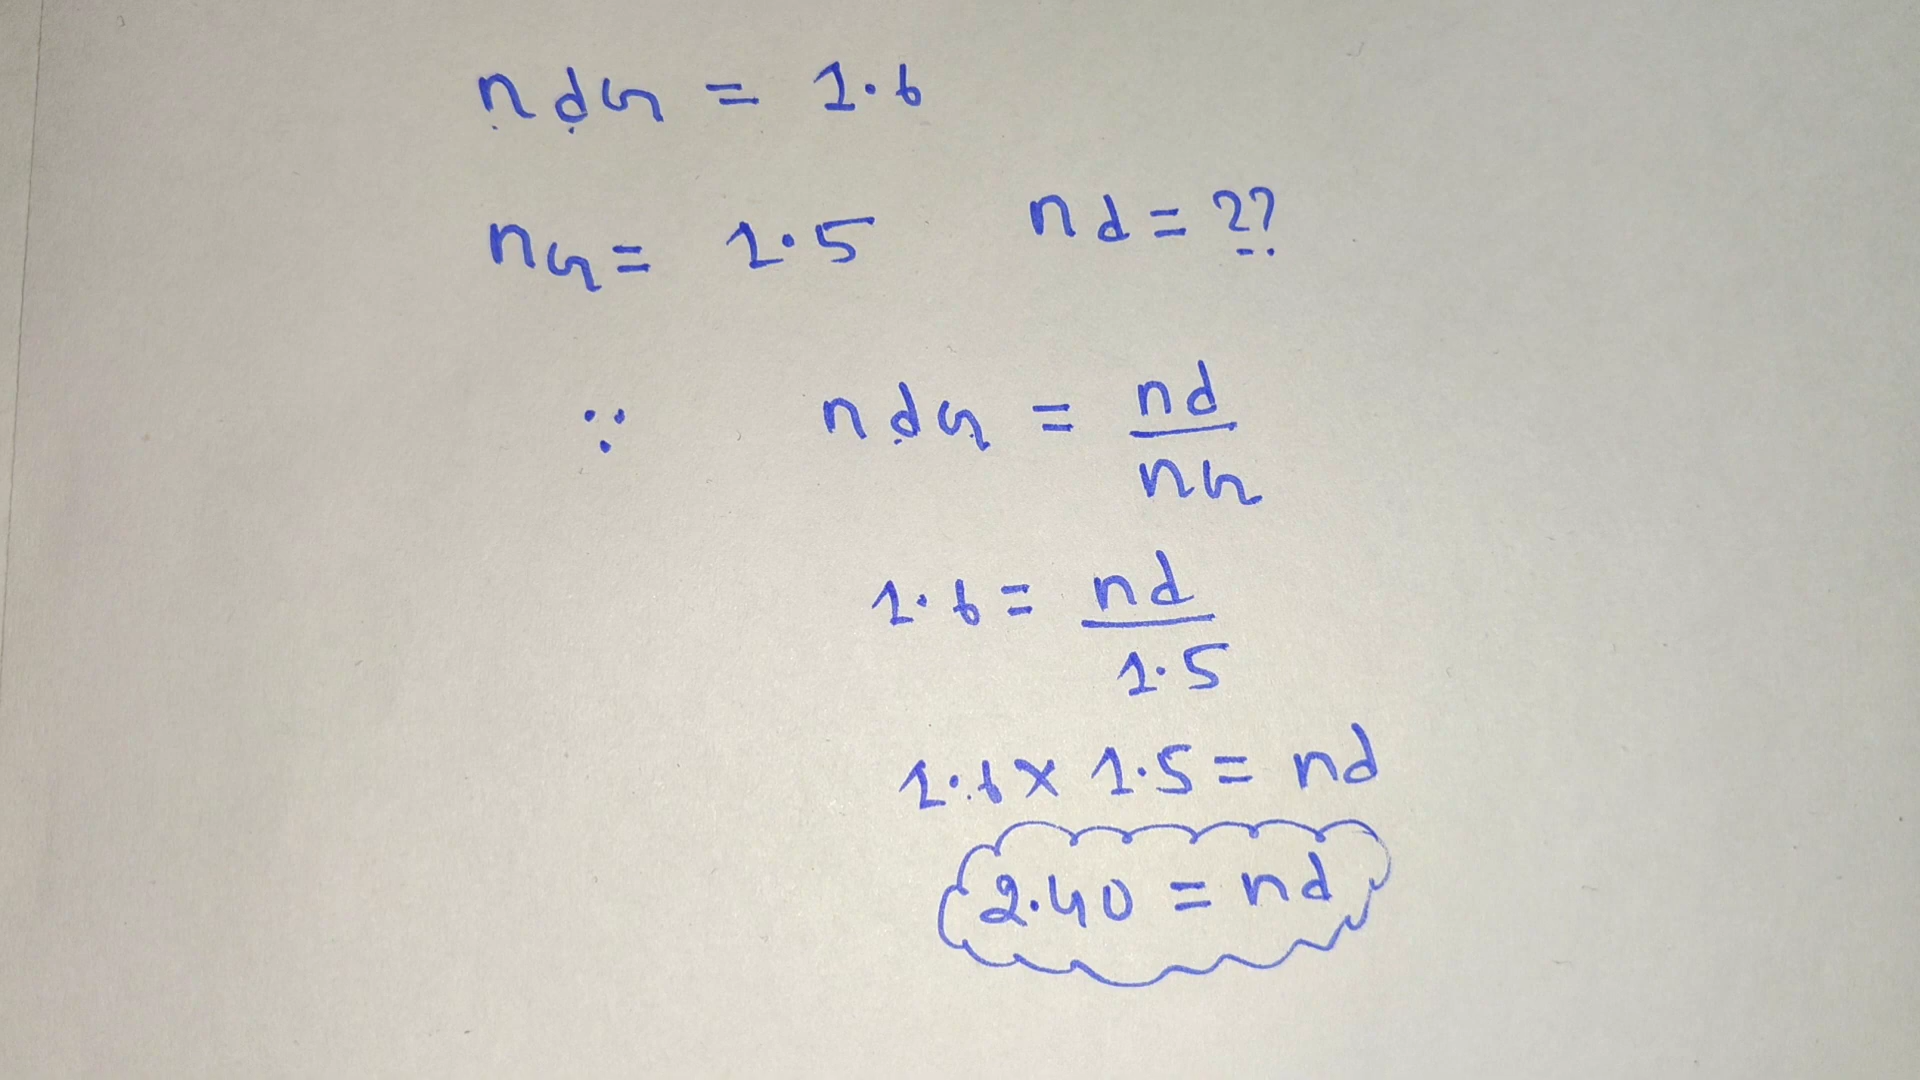 ndG = 1.6
nG = 1.5 nd = ??
∵ ndG = nd
nG
1.6 = nd
1.5
1.6 x 1.5 = nd
2.40 = nd